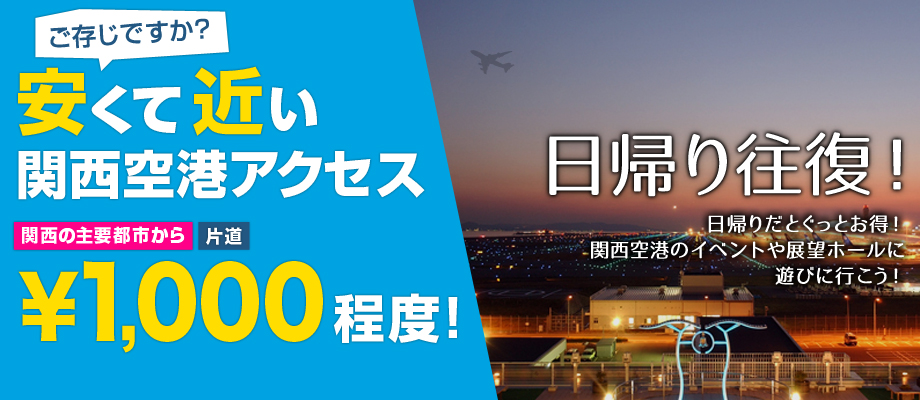 ご存じですか?
安くて近い
関西空港アクセス
関西の主要都市から 片道
¥1,000程度!
日帰り往復!
日帰りだとぐっとお得!
関西空港のイベントや展望ホールに
遊びに行こう!